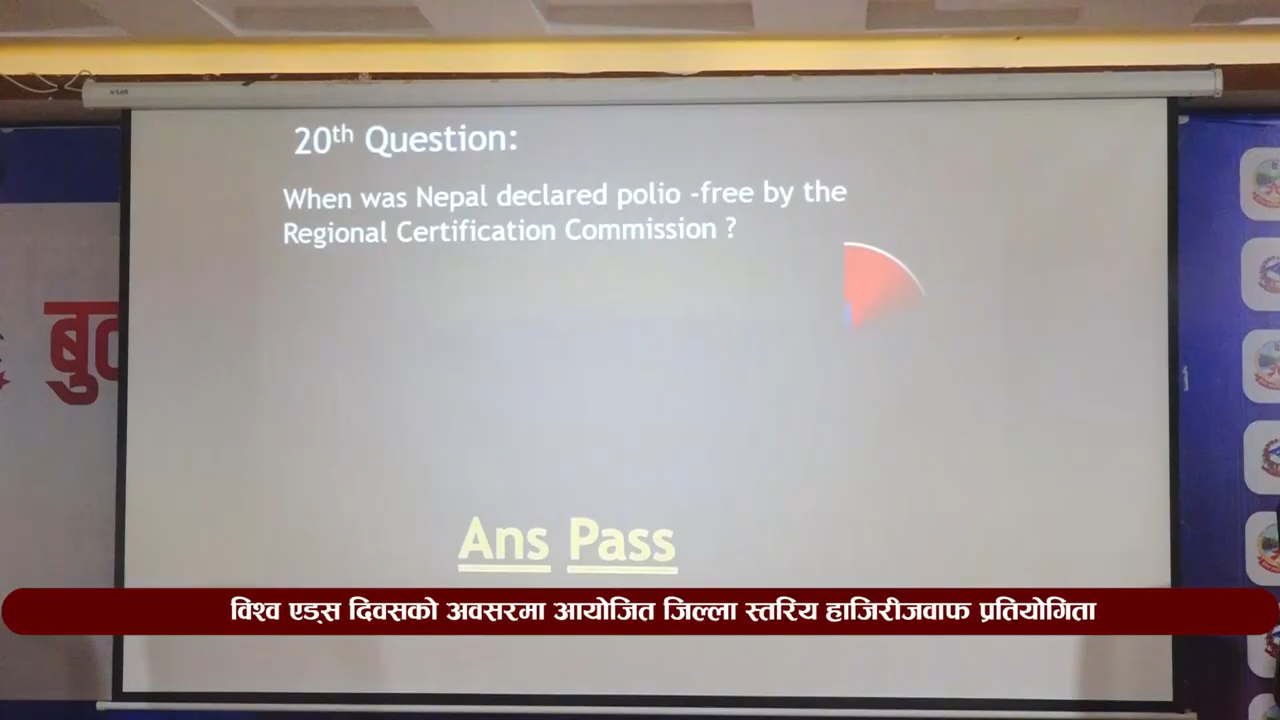 20th Question:
When was Nepal declared polio -free by the
Regional Certification Commission ?
Ans Pass
विश्व एड्स दिवसको अवसरमा आयोजित जिल्ला स्तरिय हाजिरीजवाफ प्रतियोगिता